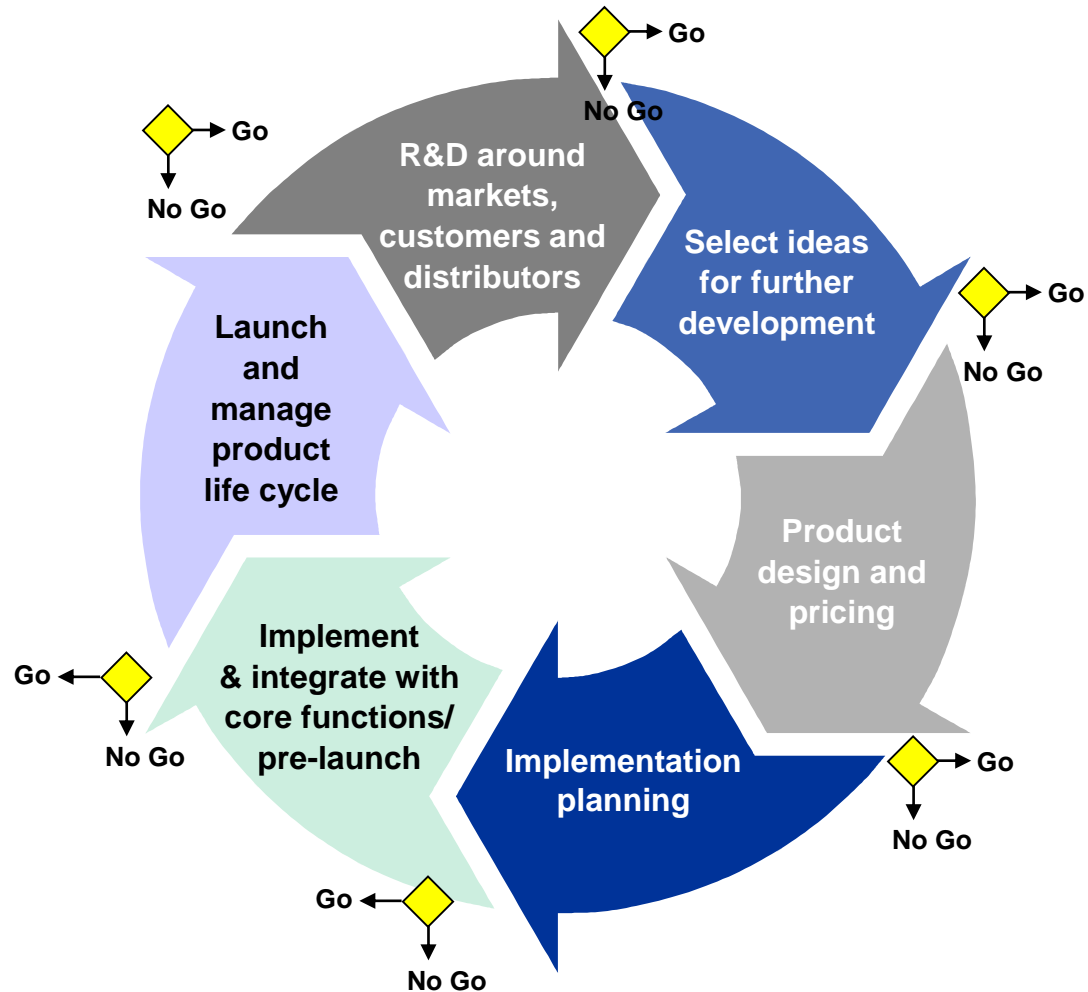 Go
No Go
R&D around
markets,
customers and
distributors
Go
No Go
Select ideas
for further
development
Go
No Go
Product
design and
pricing
Go
No Go
Implementation
planning
Go
No Go
Implement
& integrate with
core functions/
pre-launch
Go
No Go
Launch
and
manage
product
life cycle